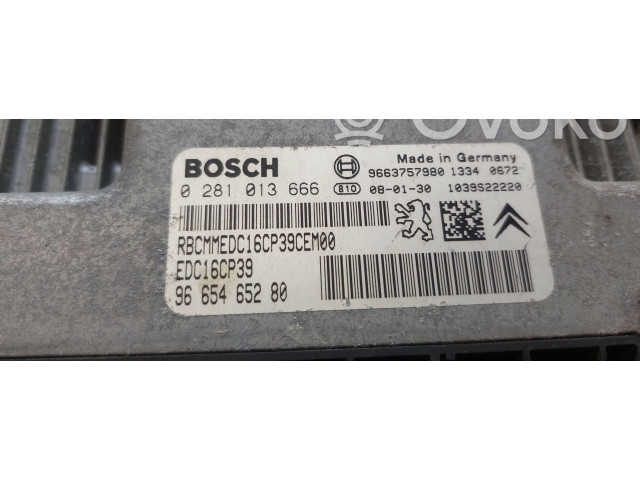 Ovoko
BOSCH
Made in Germany
9663757980 1334 0672
0 281 013 666 810 08-01-30 1039S22220
RBCMMEDC16CP39CEM00
EDC16CP39
96 654 652 80